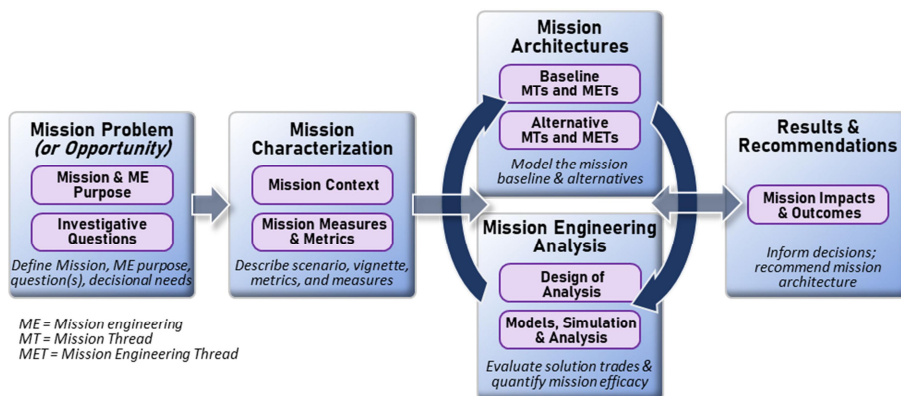 Mission Problem
(or Opportunity)
Mission & ME
Purpose
Investigative
Questions
Define Mission, ME purpose,
question(s), decisional needs
Mission
Characterization
Mission Context
Mission Measures
& Metrics
Describe scenario, vignette,
metrics, and measures
Mission
Architectures
Baseline
MTs and METs
Alternative
MTs and METs
Model the mission
baseline & alternatives
Mission Engineering
Analysis
Design of
Analysis
Models, Simulation
& Analysis
Evaluate solution trades &
quantify mission efficacy
Results &
Recommendations
Mission Impacts
& Outcomes
Inform decisions;
recommend mission
architecture
ME = Mission engineering
MT = Mission Thread
MET = Mission Engineering Thread